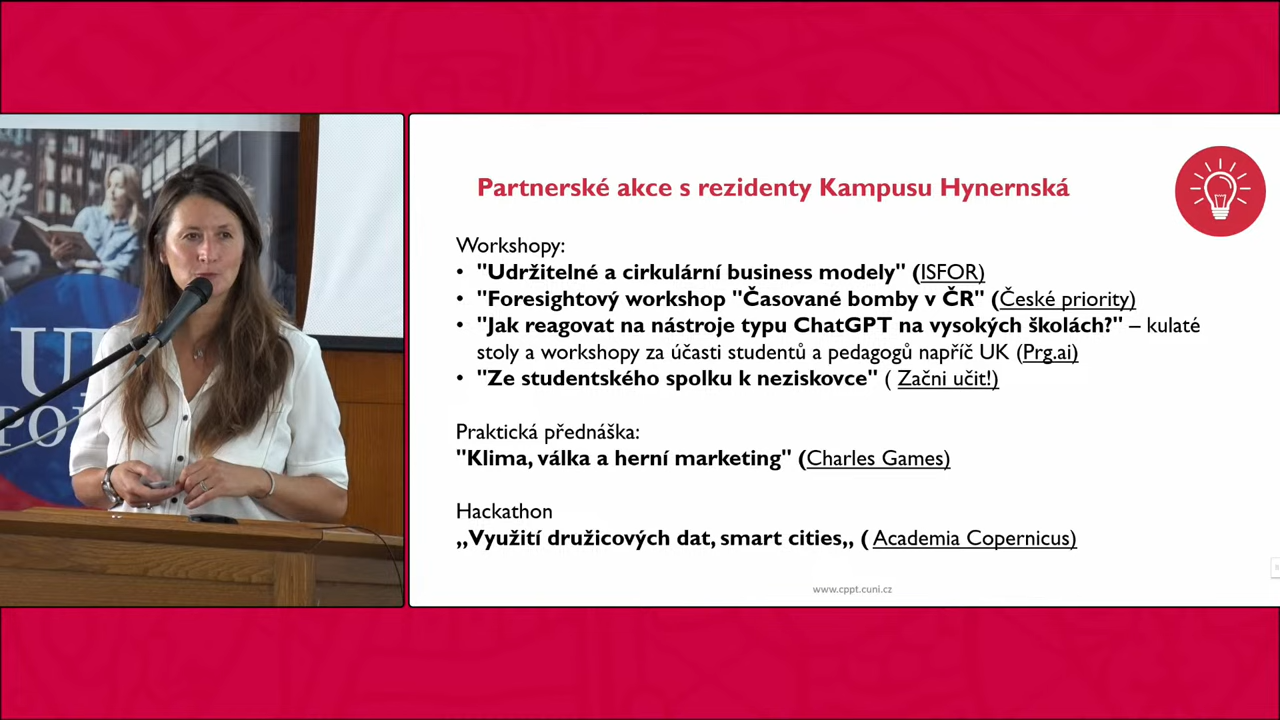 Partnerské akce s rezidenty Kampusu Hynernská
Workshopy:
• "Udržitelné a cirkulární business modely" (ISFOR)
• "Foresightový workshop "Časované bomby v ČR" (České priority)
• "Jak reagovat na nástroje typu ChatGPT na vysokých školách?" – kulaté
stoly a workshopy za účasti studentů a pedagogů napříč UK (Prg.ai)
• "Ze studentského spolku k neziskovce" ( Začni učit!)
Praktická přednáška:
"Klima, válka a herní marketing" (Charles Games)
Hackathon
„Využití družicových dat, smart cities„ ( Academia Copernicus)
www.cppt.cuni.cz